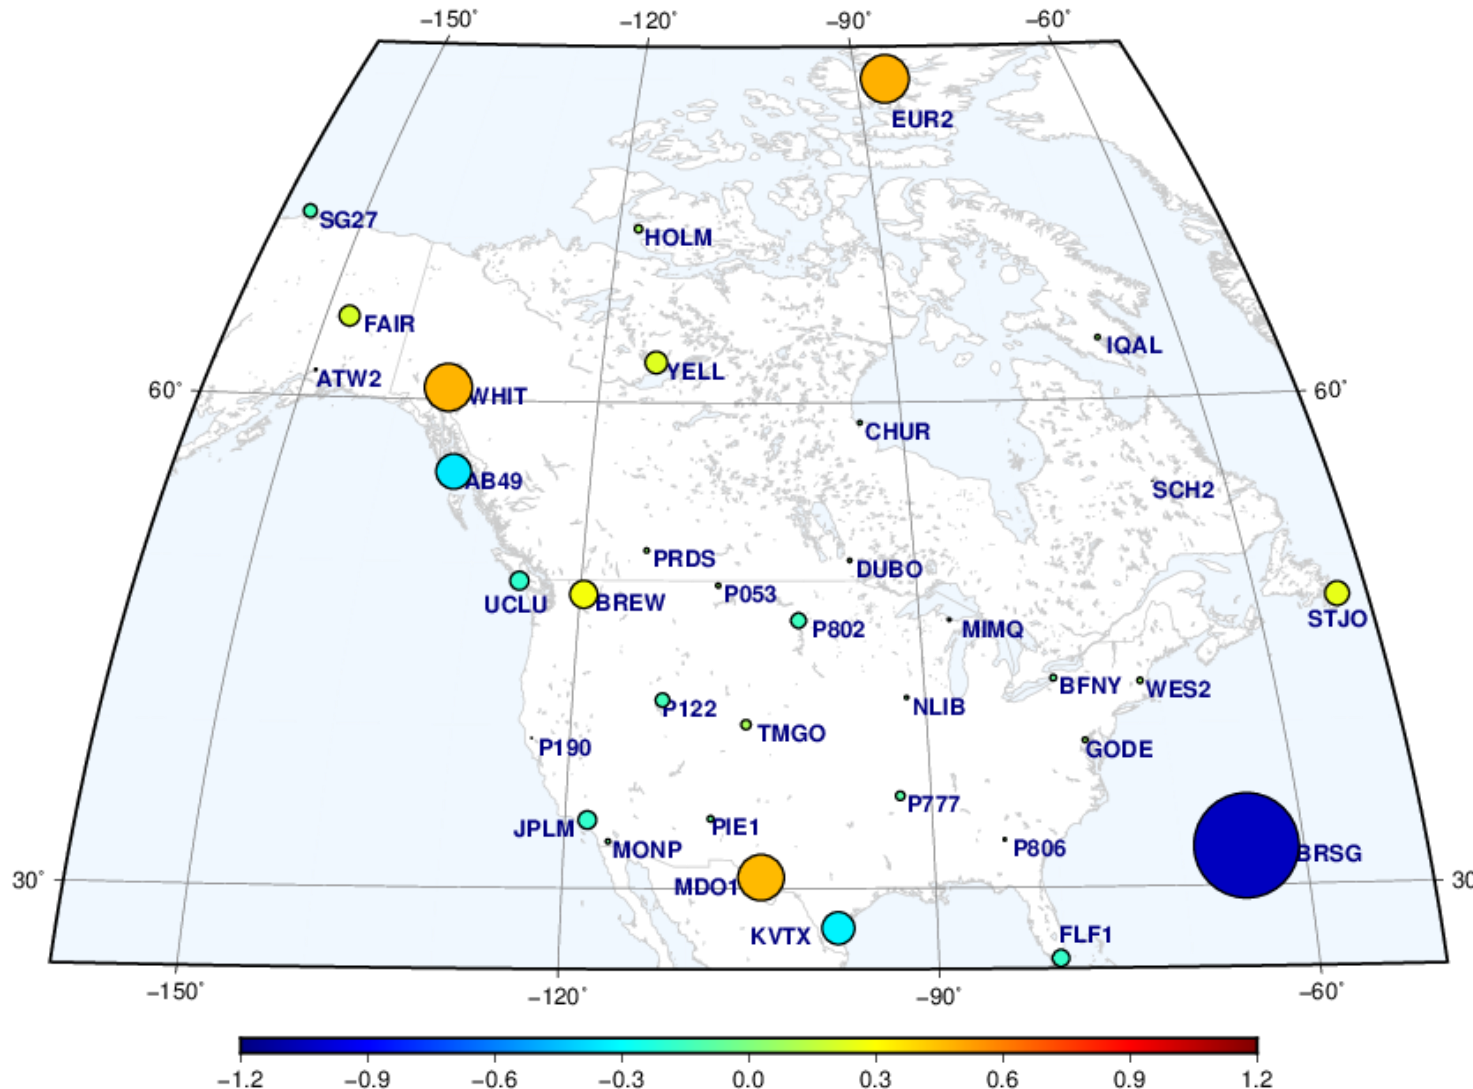 −150˚ −120˚ −90˚ −60˚
EUR2
SG27
HOLM
FAIR
IQAL
YELL
ATW2
60˚
WHIT
60˚
CHUR
AB49
SCH2
PRDS
DUBO
P053
UCLU
BREW
STJO
P802
MIMQ
BFNY
WES2
P122
NLIB
TMGO
P190
GODE
P777
JPLM
PIE1
MONP
P806
BRSG
30˚
MDO1
30
KVTX
FLF1
−150˚ −120˚ −90˚ −60˚
−1.2 −0.9 −0.6 −0.3 0.0 0.3 0.6 0.9 1.2